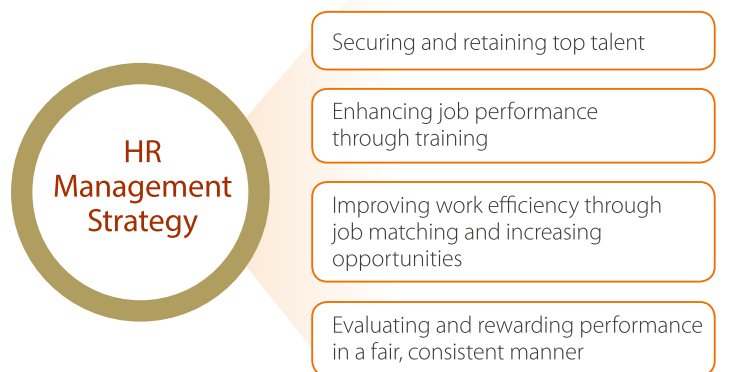 HR
Management
Strategy
Securing and retaining top talent
Enhancing job performance
through training
Improving work efficiency through
job matching and increasing
opportunities
Evaluating and rewarding performance
in a fair, consistent manner